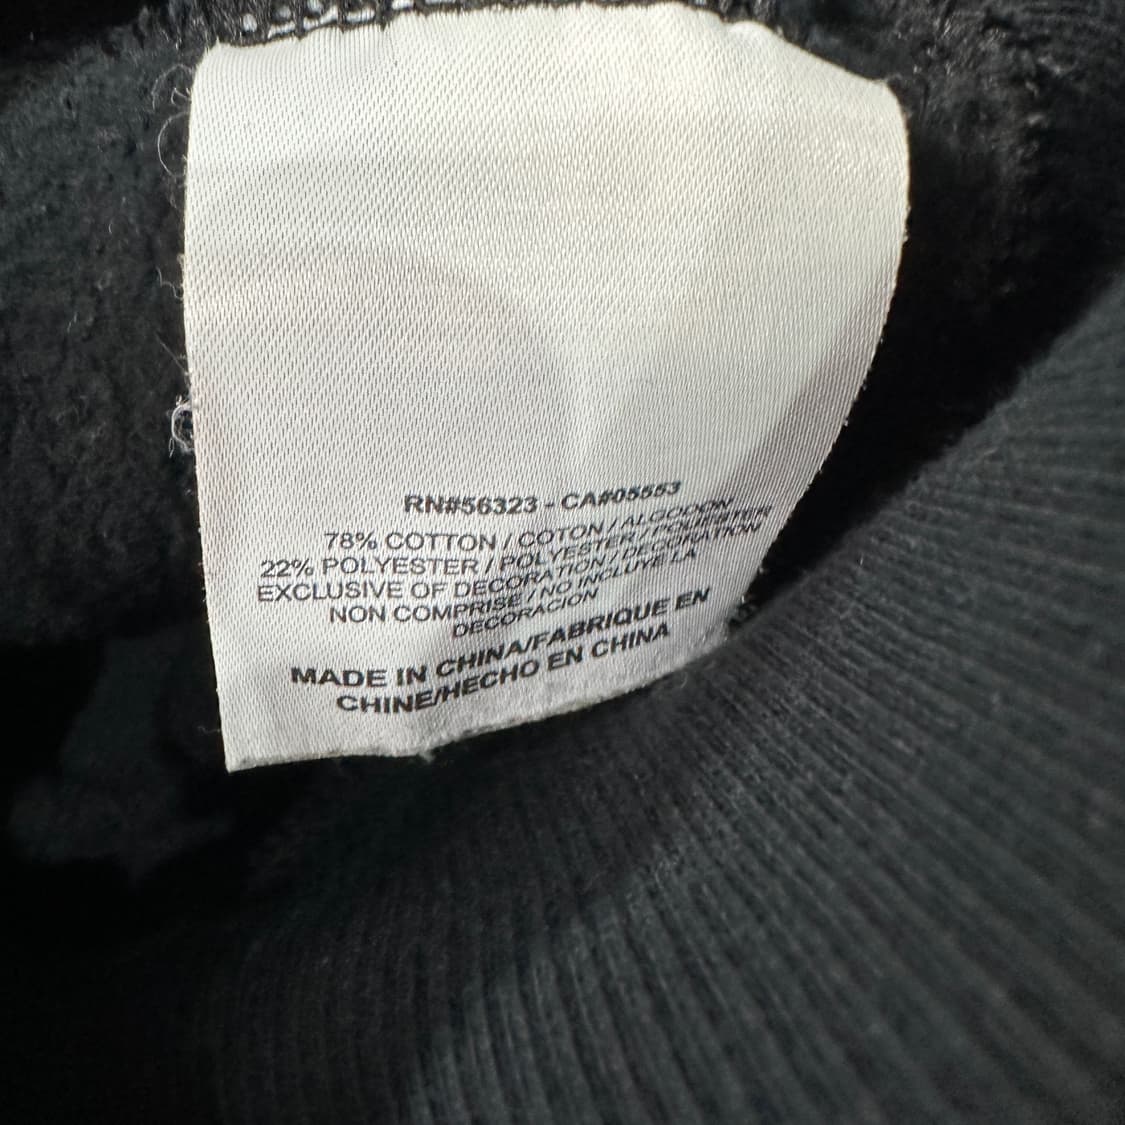 RN#56323 - CA#05553
78% COTTON / COTON / ALGODON
22% POLYESTER / POLYESTER / POLIESTER
EXCLUSIVE OF DECORATION / DECORATION
NON COMPRISE / NO INCLUYE LA
DECORACION
MADE IN CHINA/FABRIQUE EN
CHINE/HECHO EN CHINA